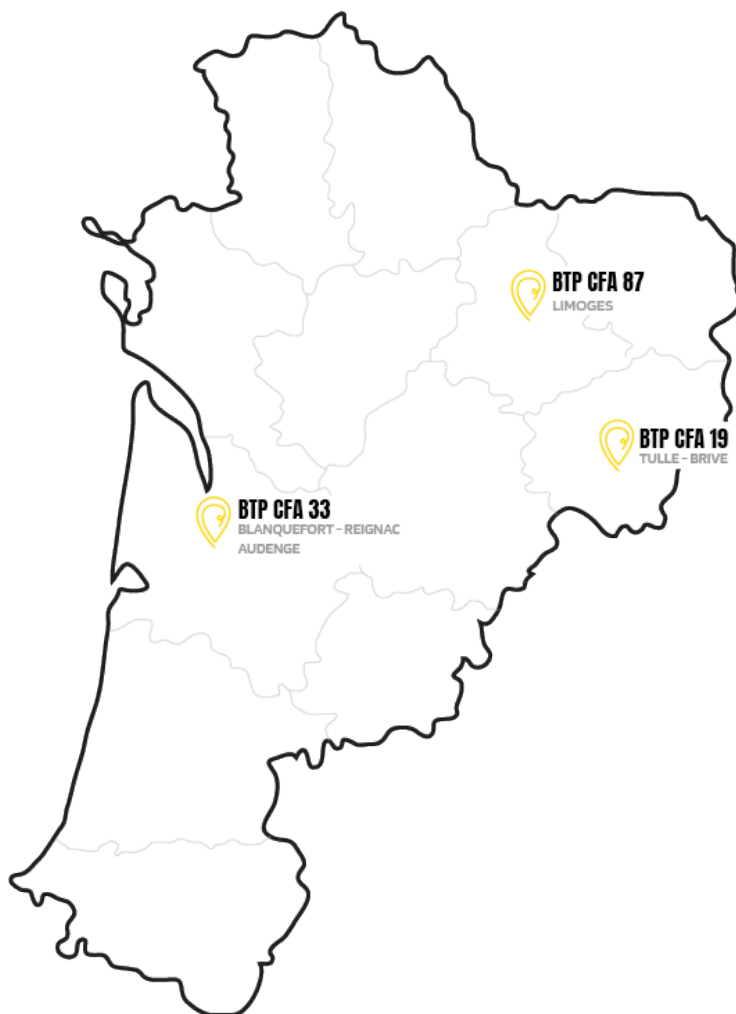 BTP CFA 87
LIMOGES
BTP CFA 19
TULLE - BRIVE
BTP CFA 33
BLANQUEFORT - REIGNAC
AUDENGE